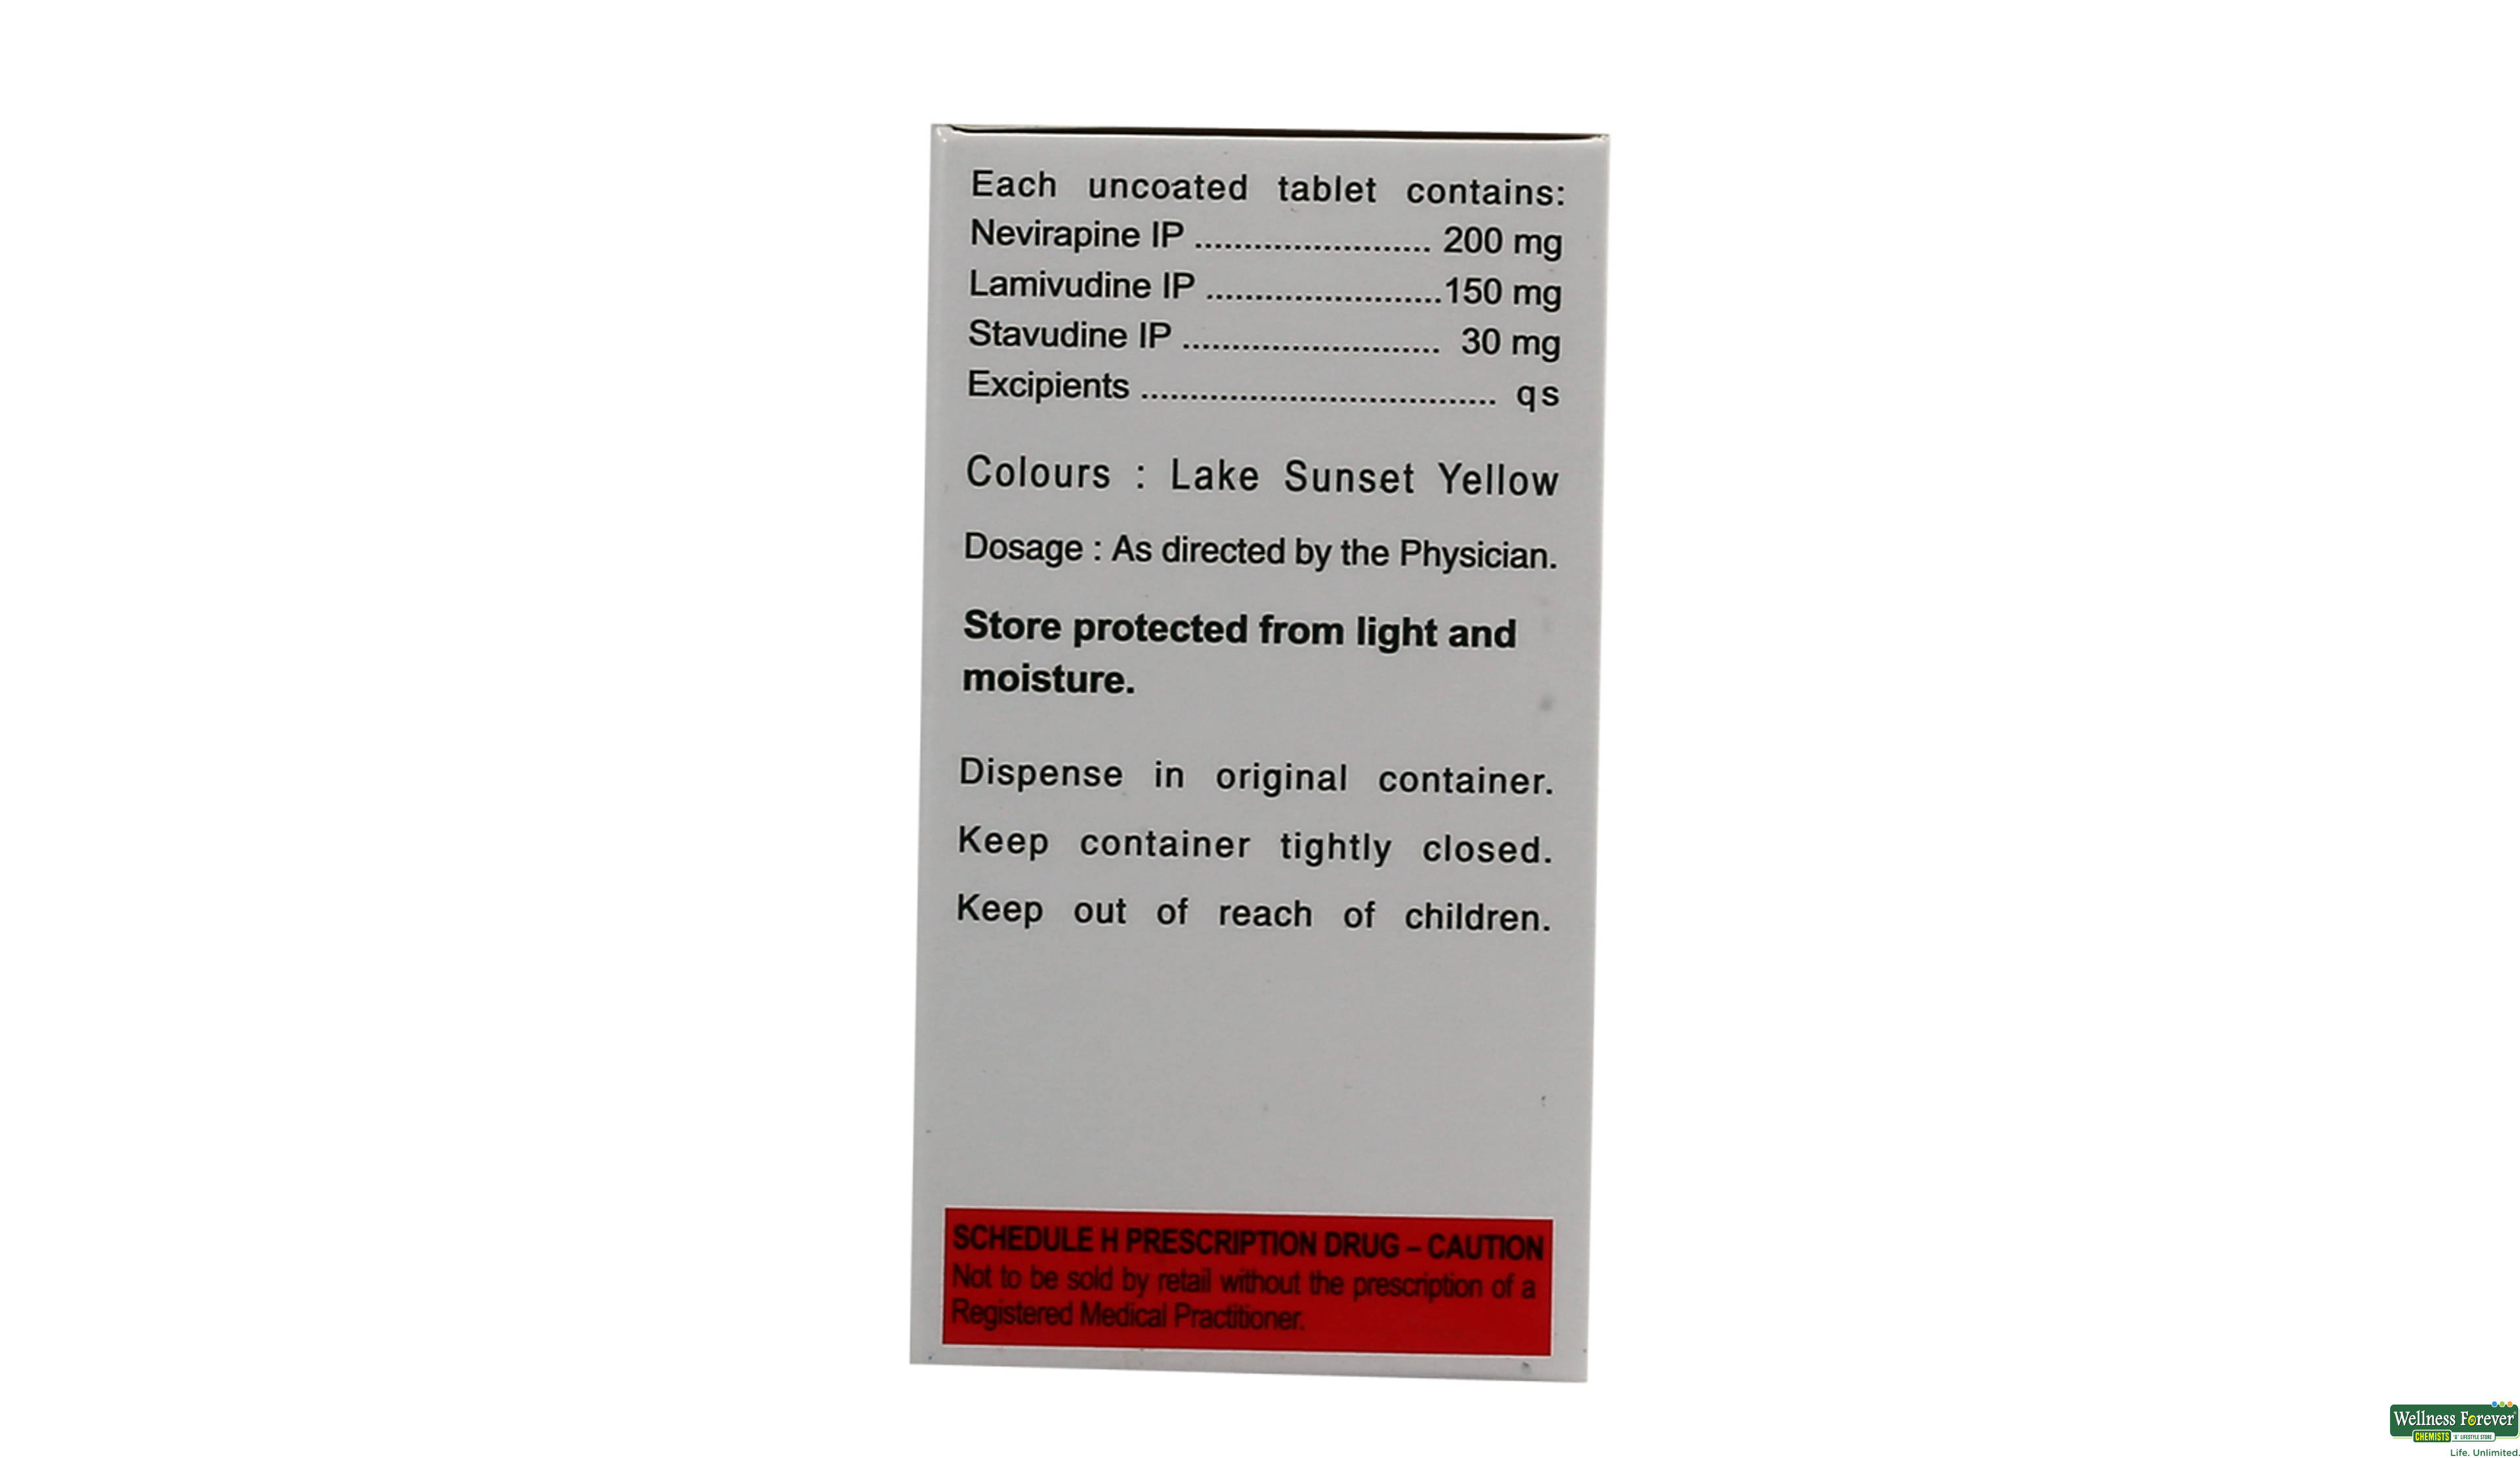 Each uncoated tablet contains:
Nevirapine IP ........................ 200 mg
Lamivudine IP ........................150 mg
Stavudine IP .......................... 30 mg
Excipients .................................... qs
Colours : Lake Sunset Yellow
Dosage : As directed by the Physician.
Store protected from light and
moisture.
Dispense in original container.
Keep container tightly closed.
Keep out of reach of children.
SCHEDULE H PRESCRIPTION DRUG – CAUTION
Not to be sold by retail without the prescription of a
Registered Medical Practitioner.
Wellness Forever
CHEMISTS 'N' LIFESTYLE STORE
Life. Unlimited.